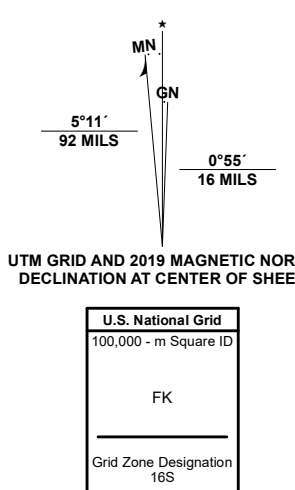 ★
MN
GN
5°11´
92 MILS
0°55´
16 MILS
UTM GRID AND 2019 MAGNETIC NOR
DECLINATION AT CENTER OF SHEE
U.S. National Grid
100,000 - m Square ID
FK
Grid Zone Designation
16S